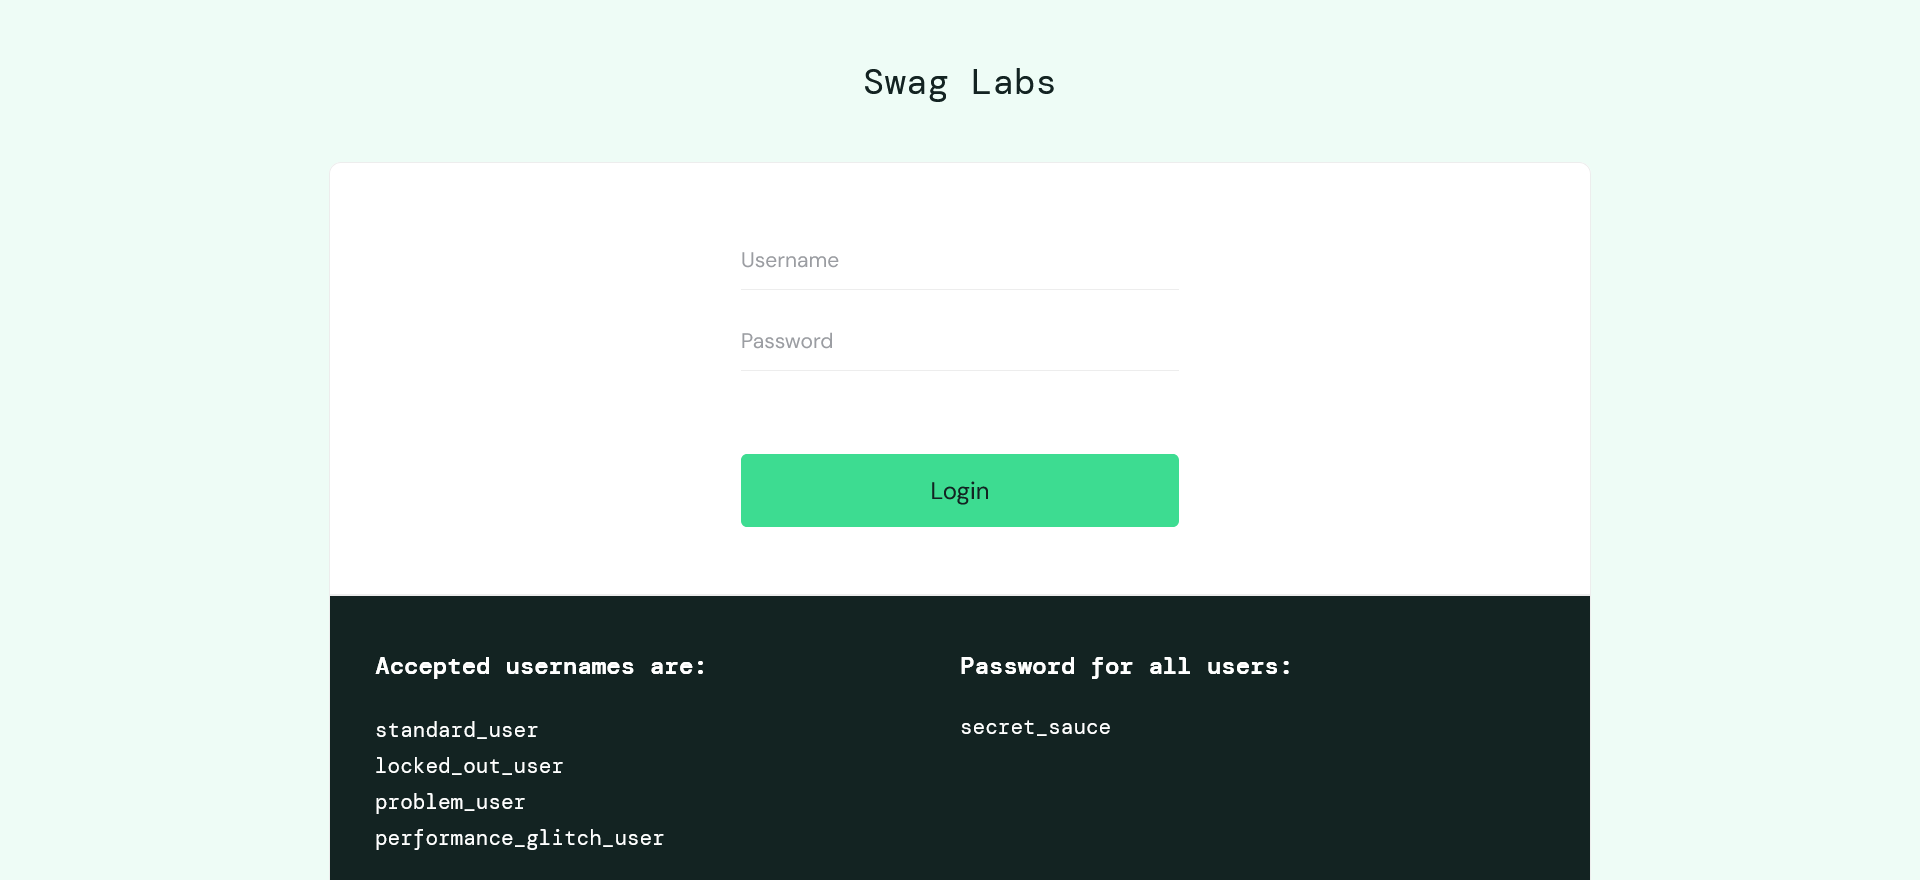 Swag Labs
Username
Password
Login
Accepted usernames are:
standard_user
locked_out_user
problem_user
performance_glitch_user
Password for all users:
secret_sauce